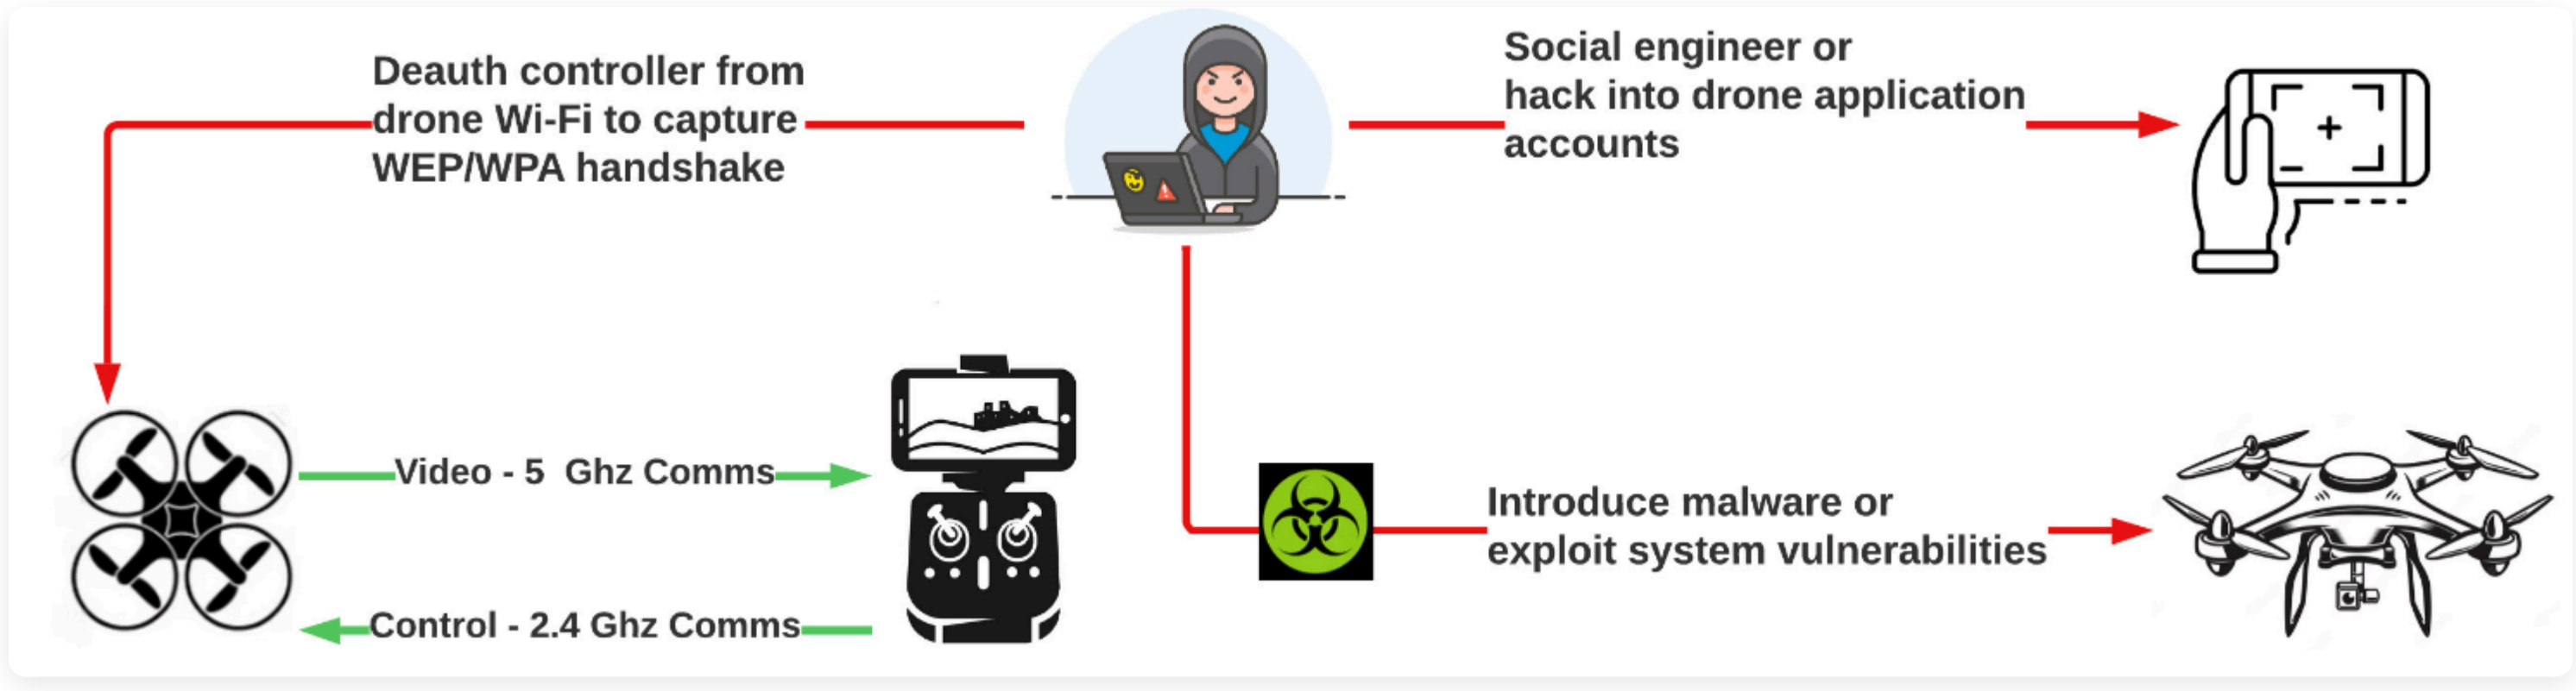 Deauth controller from
drone Wi-Fi to capture
WEP/WPA handshake
Social engineer or
hack into drone application
accounts
Video - 5  Ghz Comms
Control - 2.4 Ghz Comms
Introduce malware or
exploit system vulnerabilities